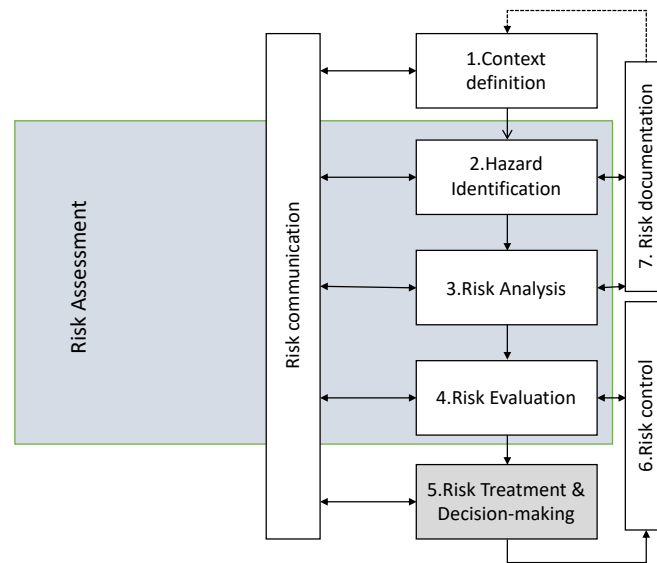 1.Context
definition
2.Hazard
Identification
3.Risk Analysis
4.Risk Evaluation
5.Risk Treatment &
Decision-making
Risk Assessment
Risk communication
7. Risk documentation
6.Risk control